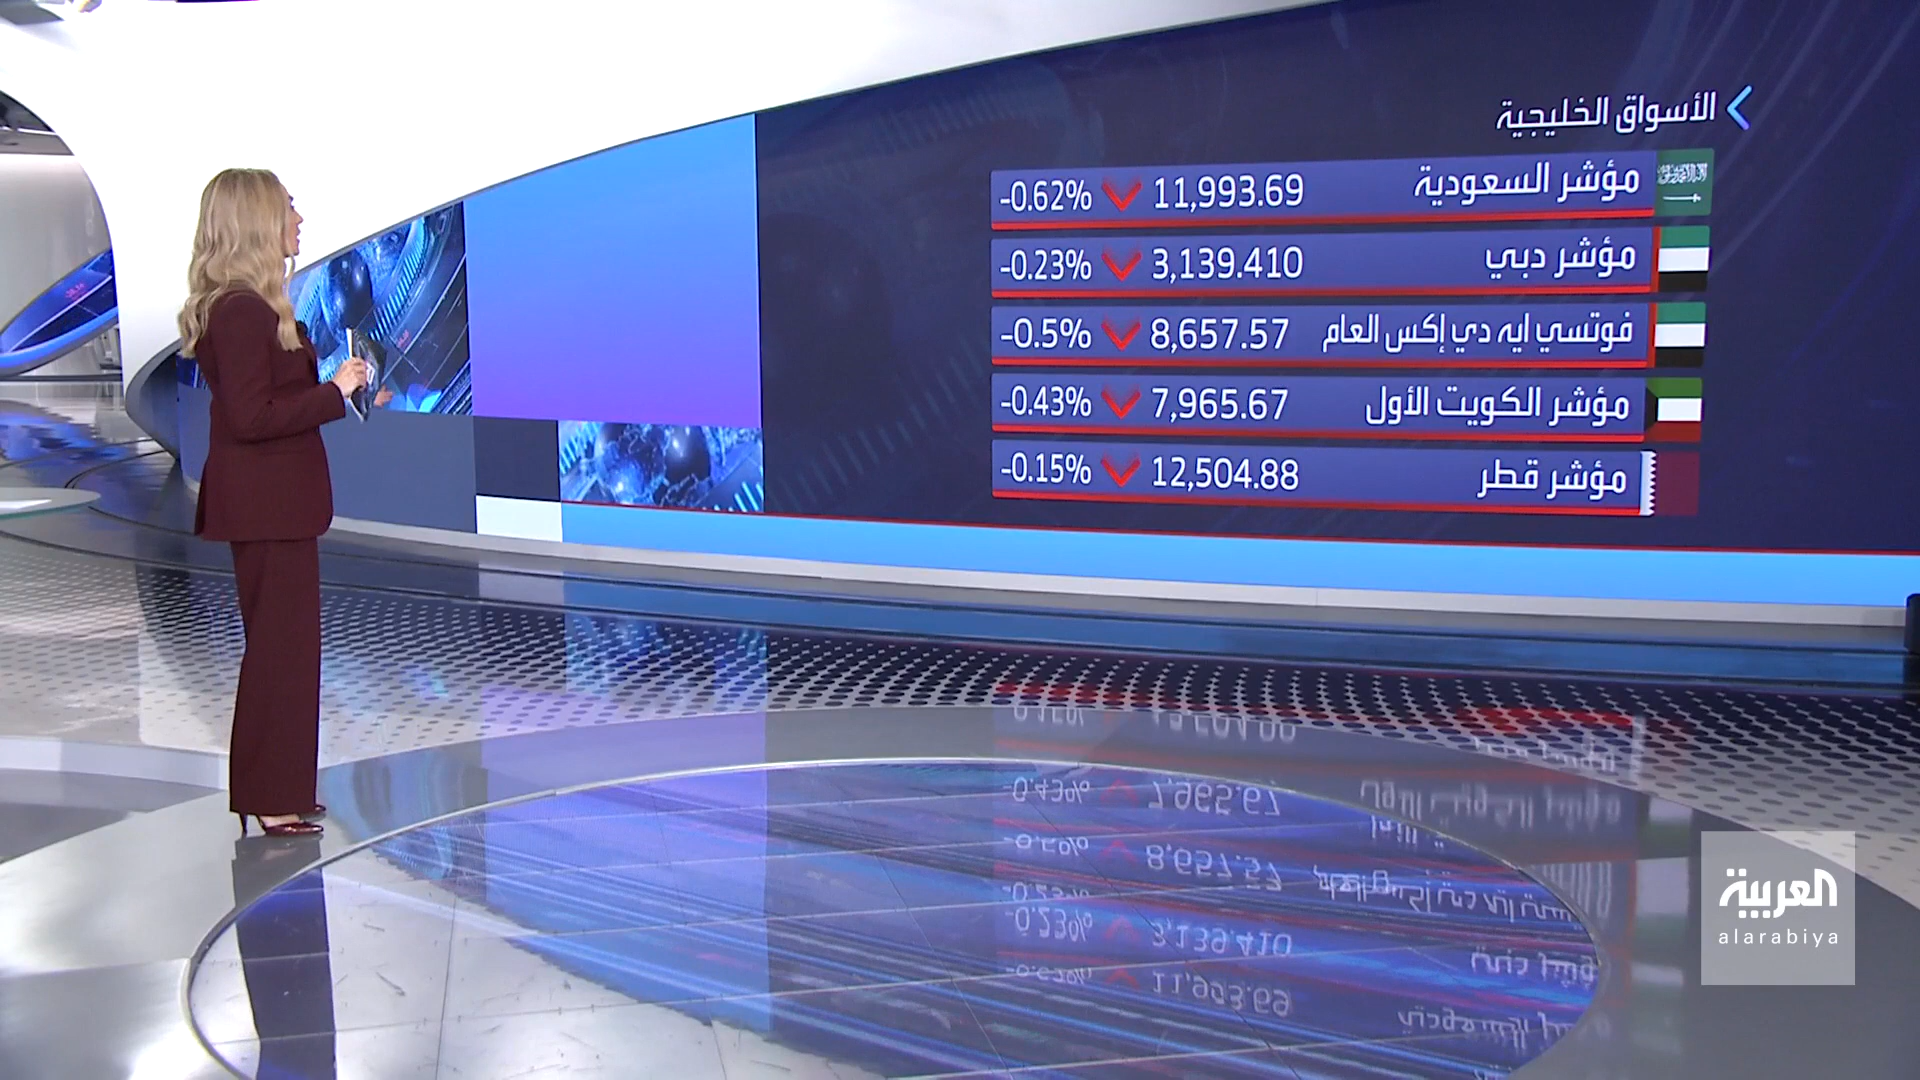 الأسواق الخليجية
مؤشر السعودية 11,993.69 -0.62%
مؤشر دبي 3,139.410 -0.23%
فوتسي ايه دي إكس العام 8,657.57 -0.5%
مؤشر الكويت الأول 7,965.67 -0.43%
مؤشر قطر 12,504.88 -0.15%
العربية
alarabiya